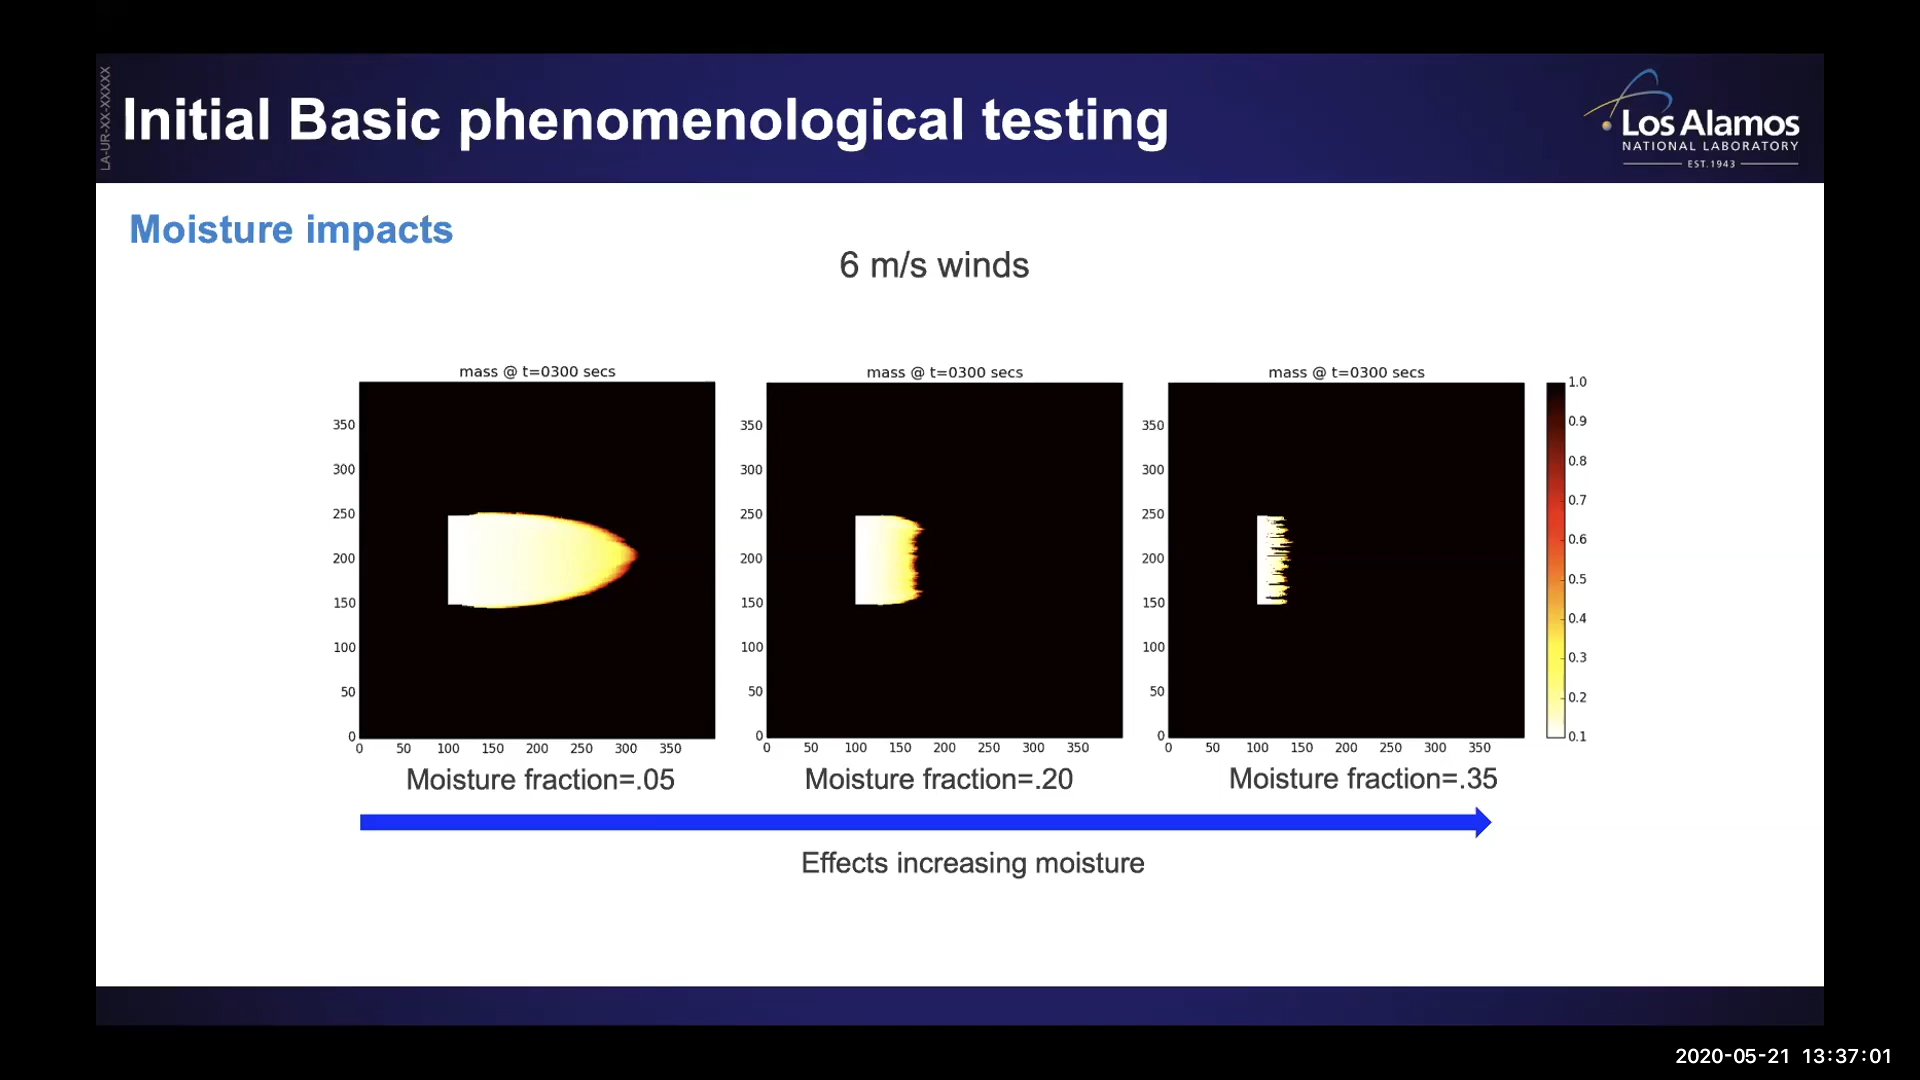 LA-UR-XX-XXXXX
Initial Basic phenomenological testing
Los Alamos
NATIONAL LABORATORY
EST.1943
Moisture impacts
6 m/s winds
mass @ t=0300 secs
350
300
250
200
150
100
50
0
0 50 100 150 200 250 300 350
Moisture fraction=.05
mass @ t=0300 secs
350
300
250
200
150
100
50
0
0 50 100 150 200 250 300 350
Moisture fraction=.20
mass @ t=0300 secs
350
300
250
200
150
100
50
0
0 50 100 150 200 250 300 350
Moisture fraction=.35
1.0
0.9
0.8
0.7
0.6
0.5
0.4
0.3
0.2
0.1
Effects increasing moisture
2020-05-21 13:37:01